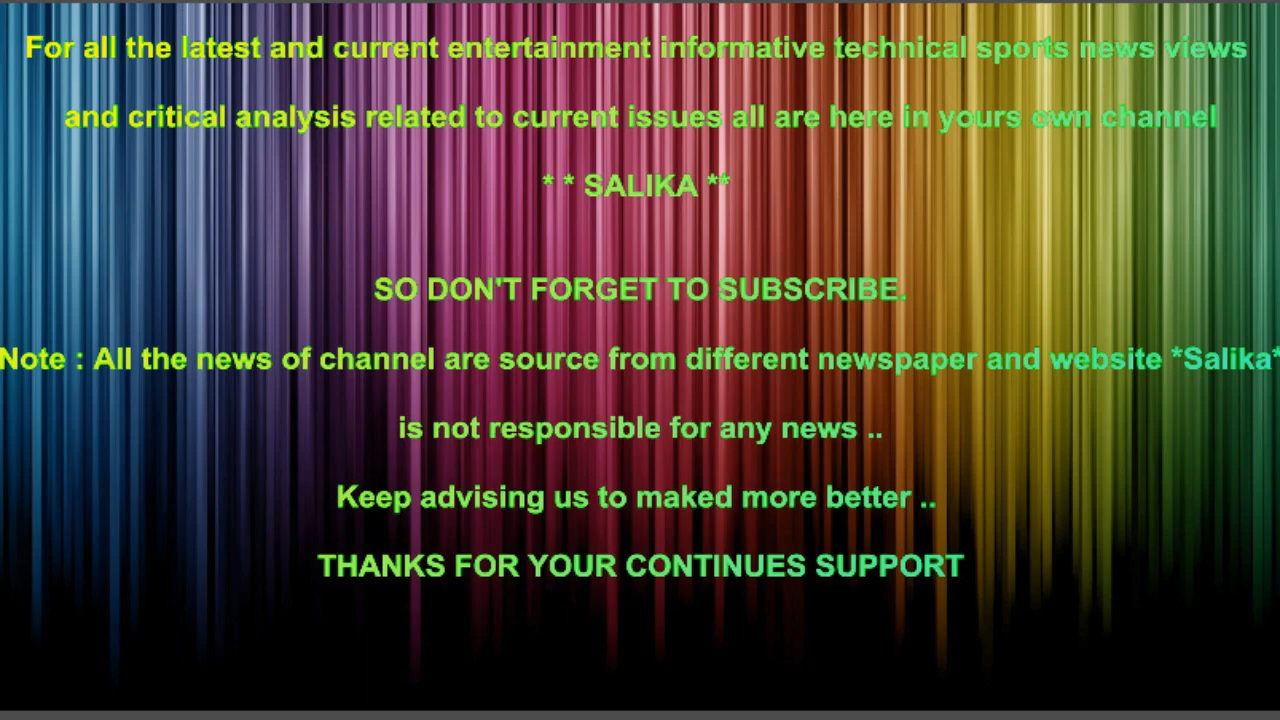 For all the latest and current entertainment informative technical sports news views
and critical analysis related to current issues all are here in yours own channel
* * SALIKA **
SO DON'T FORGET TO SUBSCRIBE.
Note : All the news of channel are source from different newspaper and website *Salika*
is not responsible for any news ..
Keep advising us to maked more better ..
THANKS FOR YOUR CONTINUES SUPPORT